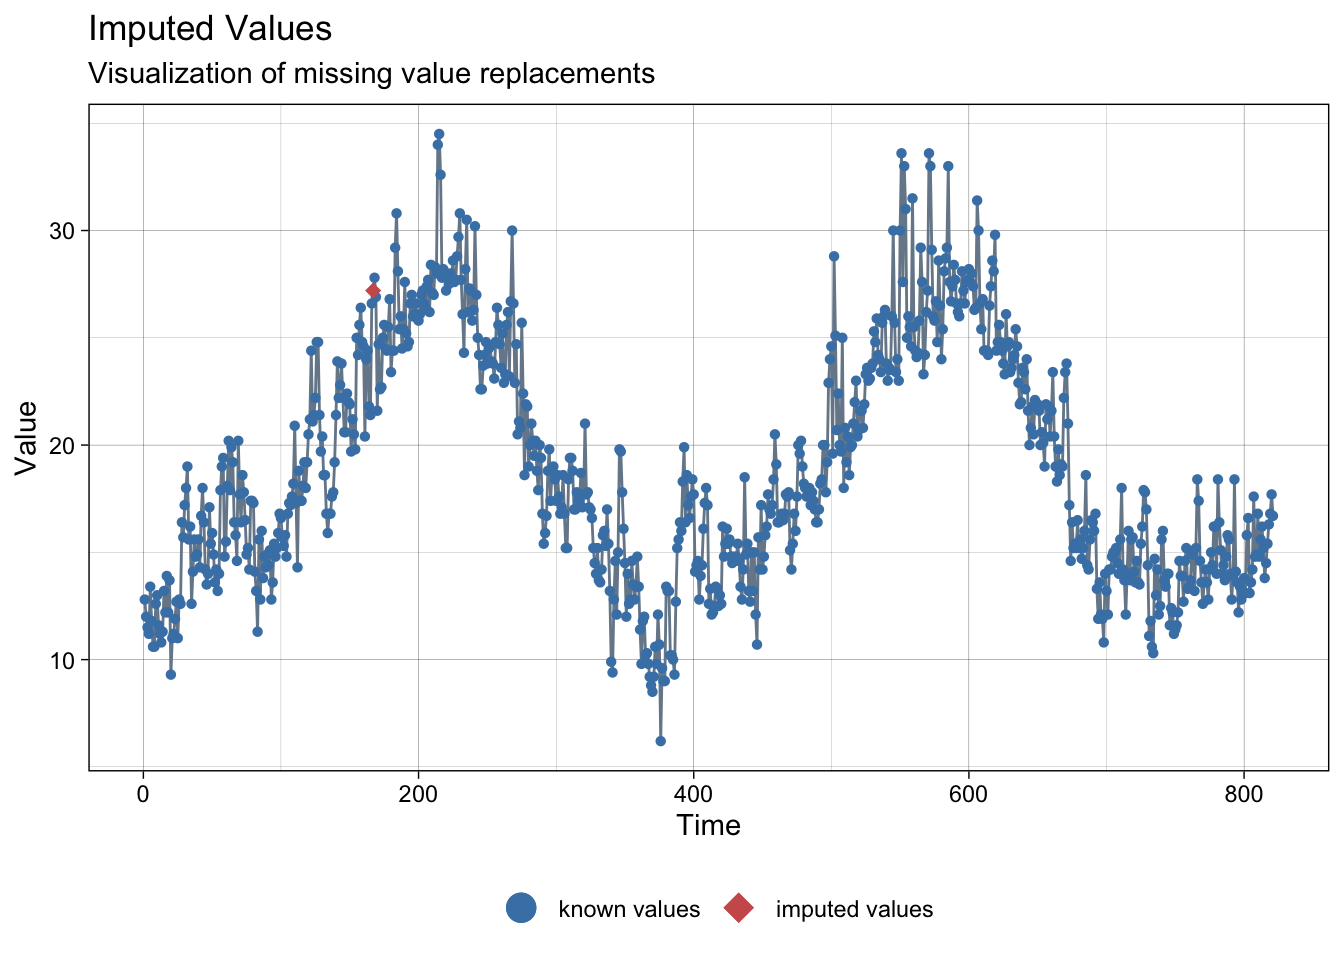 Imputed Values
Visualization of missing value replacements
30
20
10
Value
0 200 400 600 800
Time
known values imputed values